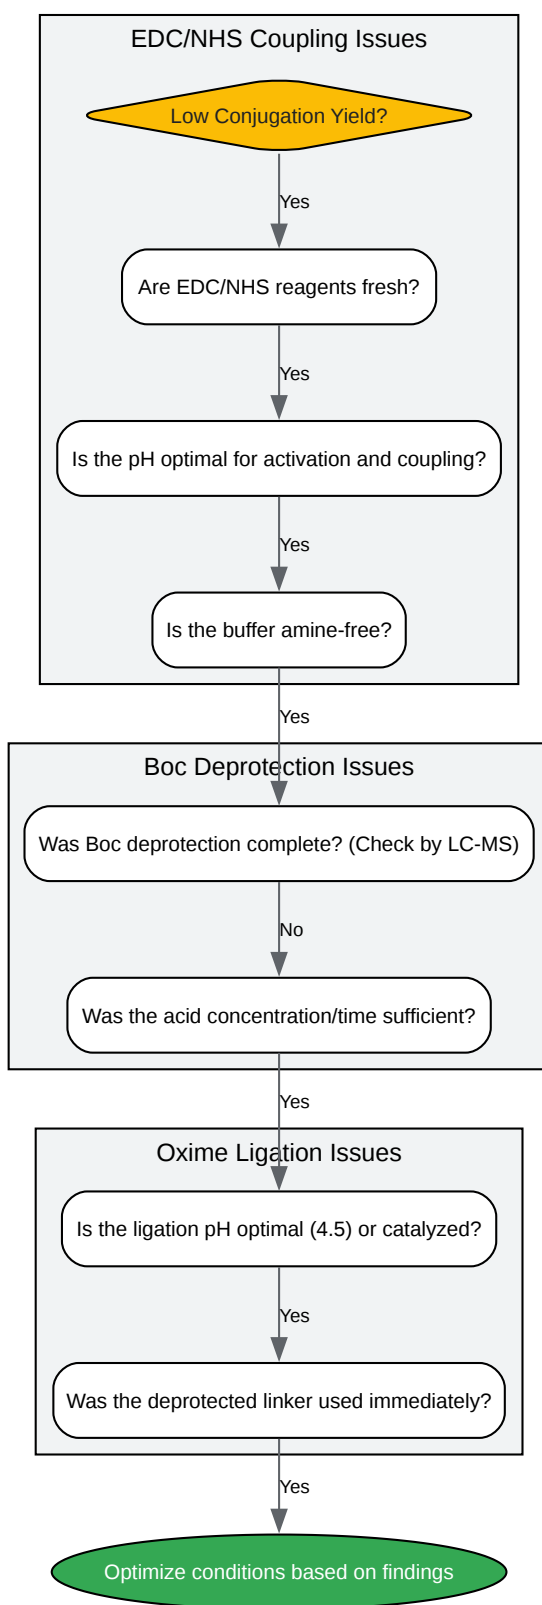 EDC/NHS Coupling Issues
Low Conjugation Yield?
Yes
Are EDC/NHS reagents fresh?
Yes
Is the pH optimal for activation and coupling?
Yes
Is the buffer amine-free?
Yes
Boc Deprotection Issues
Was Boc deprotection complete? (Check by LC-MS)
No
Was the acid concentration/time sufficient?
Yes
Oxime Ligation Issues
Is the ligation pH optimal (4.5) or catalyzed?
Yes
Was the deprotected linker used immediately?
Yes
Optimize conditions based on findings